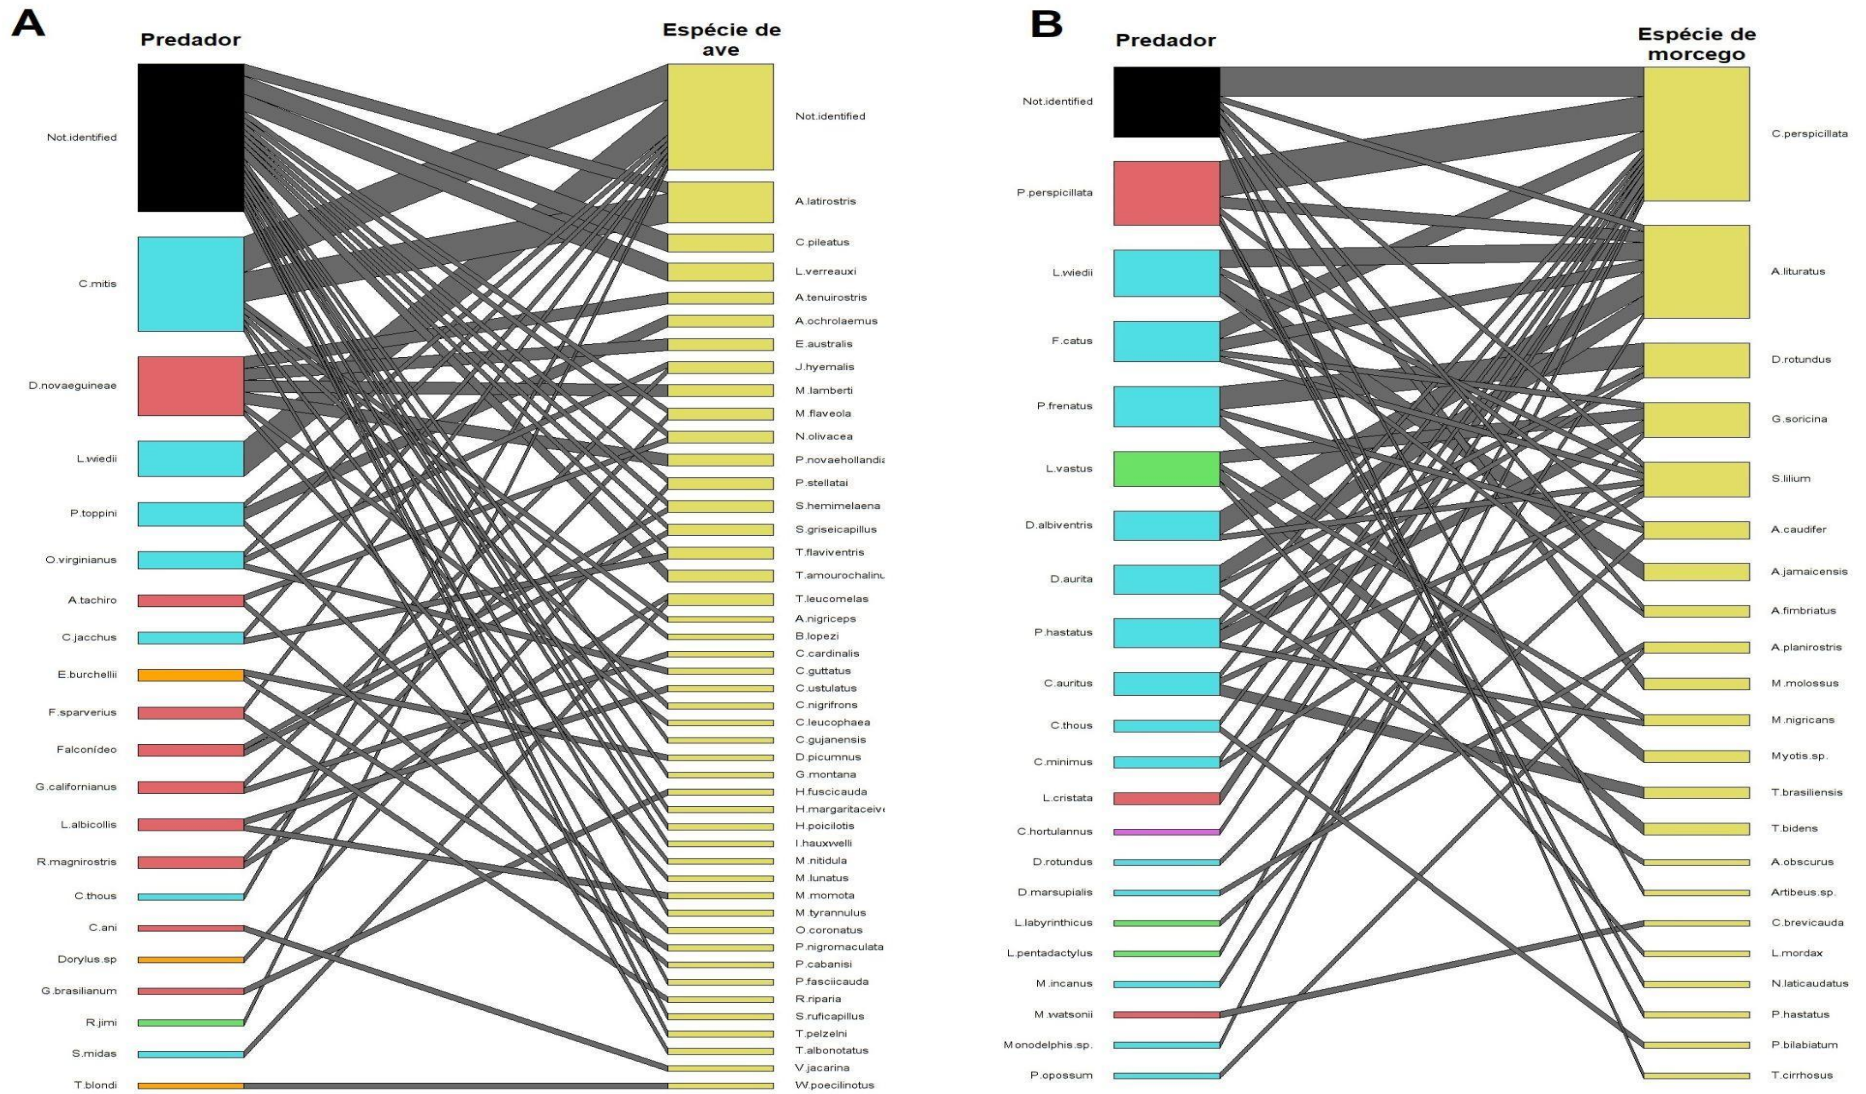 A
Predador
Espécie de
ave
Not.identified
C.mitis
D.novaeguineae
L.wiedii
P.toppini
O.virginianus
A.tachiro
C.jacchus
E.burchellii
F.sparverius
Falconídeo
G.californianus
L.albicollis
R.magnirostris
C.thous
C.ani
Dorylus.sp
G.brasilianum
R.jimi
S.midas
T.blondi
Not.identified
A.latirostris
C.pileatus
L.verreauxi
A.tenuirostris
A.ochrolaemus
E.australis
J.hyemalis
M.lamberti
M.flaveola
N.olivacea
P.novaehollandia
P.stellatai
S.hemimelaena
S.griseicapillus
T.flaviventris
T.amourochalinu
T.leucomelas
A.nigriceps
B.lopezi
C.cardinalis
C.guttatus
C.ustulatus
C.nigrifrons
C.leucophaea
C.gujanensis
D.picumnus
G.montana
H.fuscicauda
H.margaritaceive
H.poicilotis
I.hauxwelli
M.nitidula
M.lunatus
M.momota
M.tyrannulus
O.coronatus
P.nigromaculata
P.cabanisi
P.fasciicauda
R.riparia
S.ruficapillus
T.pelzelni
T.albonotatus
V.jacarina
W.poecilinotus
B
Predador
Espécie de
morcego
Not.identified
P.perspicillata
L.wiedii
F.catus
P.frenatus
L.vastus
D.albiventris
D.aurita
P.hastatus
C.auritus
C.thous
C.minimus
L.cristata
C.hortulannus
D.rotundus
D.marsupialis
L.labyrinthicus
L.pentadactylus
M.incanus
M.watsonii
Monodelphis.sp.
P.opossum
C.perspicillata
A.lituratus
D.rotundus
G.soricina
S.lilium
A.caudifer
A.jamaicensis
A.fimbriatus
A.planirostris
M.molossus
M.nigricans
Myotis.sp.
T.brasiliensis
T.bidens
A.obscurus
Artibeus.sp.
C.brevicauda
L.mordax
N.laticaudatus
P.hastatus
P.bilabiatum
T.cirrhosus